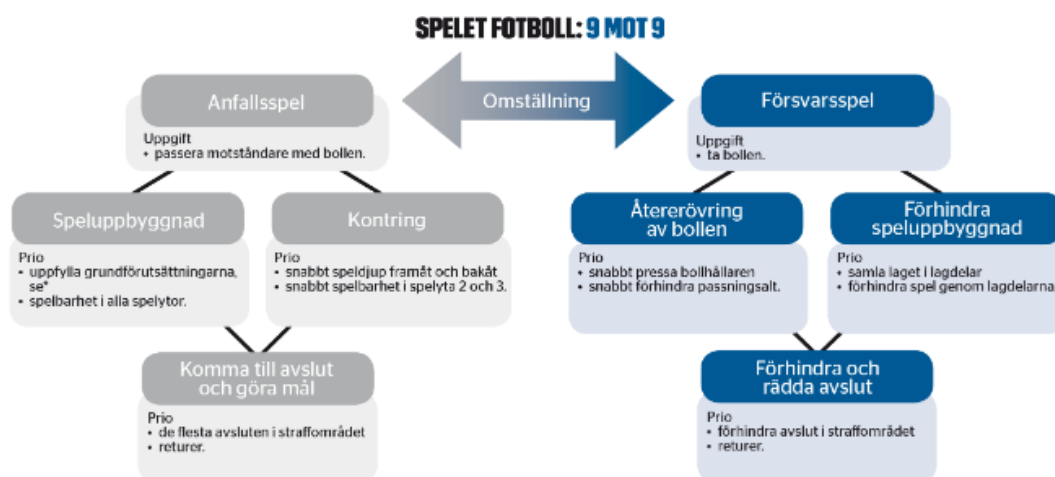 SPELET FOTBOLL: 9 MOT 9
Anfallsspel
Uppgift
• passera motståndare med bollen.
Omställning
Försvarsspel
Uppgift
• ta bollen.
Speluppbyggnad
Prio
• uppfylla grundförutsättningarna,
se*
• spelbarhet i alla spelytor.
Kontring
Prio
• snabbt speldjup framåt och bakåt
• snabbt spelbarhet i spelyta 2 och 3.
Återerövring
av bollen
Prio
• snabbt pressa bollhållaren
• snabbt förhindra passningsalt.
Förhindra
speluppbyggnad
Prio
• samla laget i lagdelar
• förhindra spel genom lagdelarna
Komma till avslut
och göra mål
Prio
• de flesta avsluten i straffområdet
• returer.
Förhindra och
rädda avslut
Prio
• förhindra avslut i straffområdet
• returer.